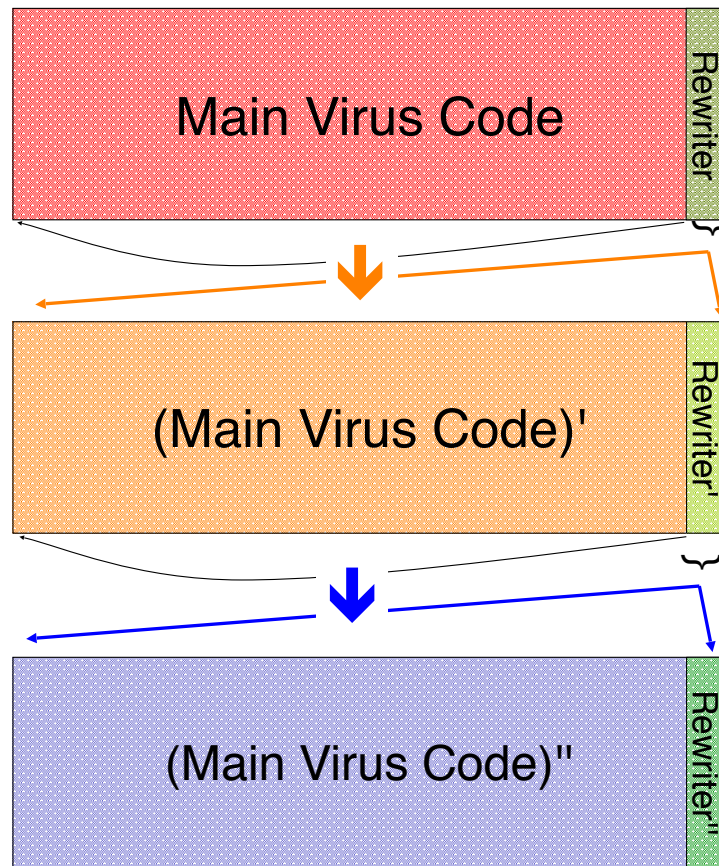 Main Virus Code
Rewriter
{
(Main Virus Code)'
Rewriter'
{
(Main Virus Code)"
Rewriter"